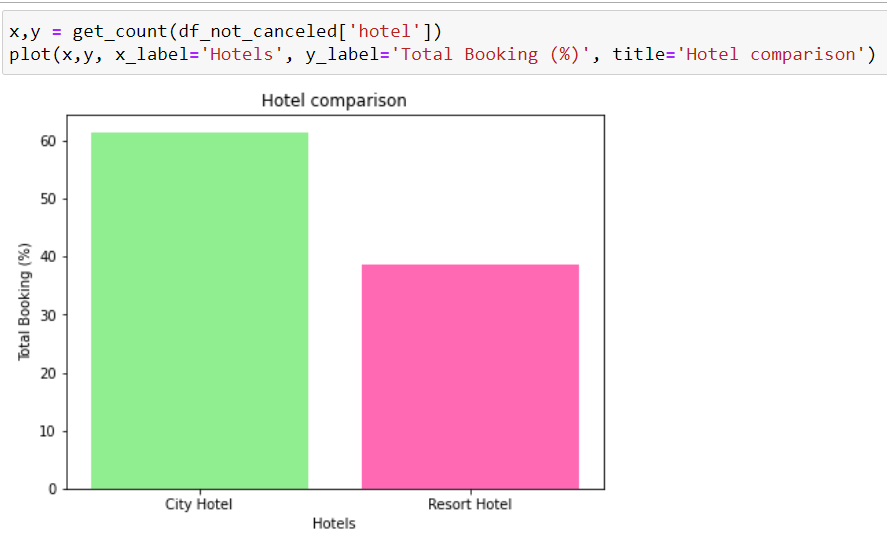 x,y = get_count(df_not_canceled['hotel'])
plot(x,y, x_label='Hotels', y_label='Total Booking (%)', title='Hotel comparison')
Hotel comparison
60
50
40
30
20
10
0
Total Booking (%)
City Hotel
Resort Hotel
Hotels